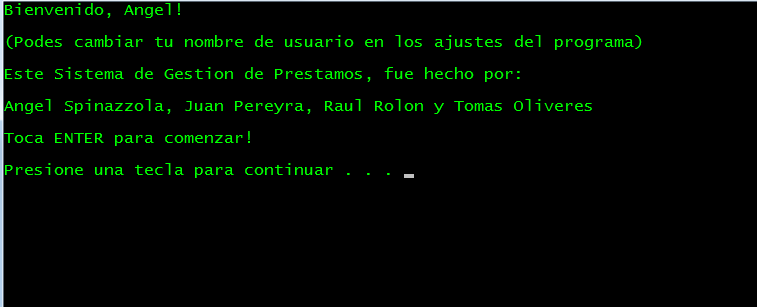 Bienvenido, Angel!
(Podes cambiar tu nombre de usuario en los ajustes del programa)
Este Sistema de Gestion de Prestamos, fue hecho por:
Angel Spinazzola, Juan Pereyra, Raul Rolon y Tomas Oliveres
Toca ENTER para comenzar!
Presione una tecla para continuar . . .